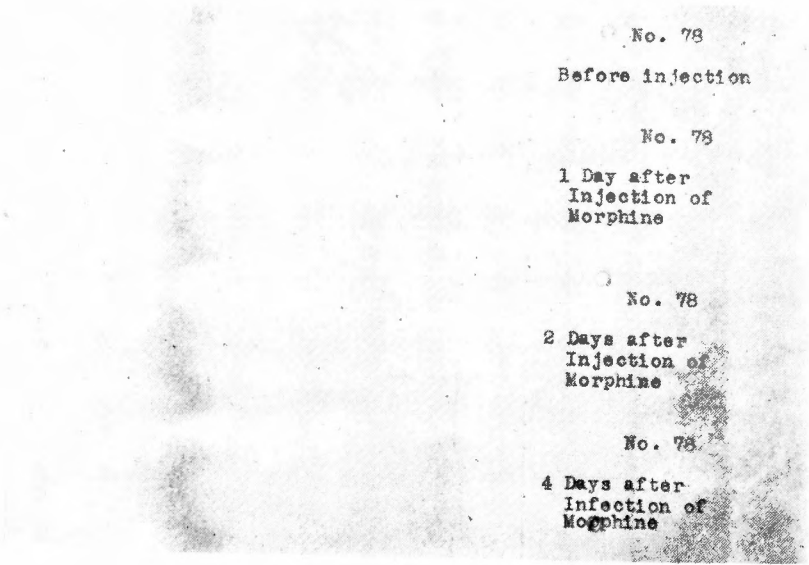 No. 78
Before injection
No. 78
1 Day after
Injection of
Morphine
No. 78
2 Days after
Injection of
Morphine
No. 78
4 Days after
Infection of
Morphine